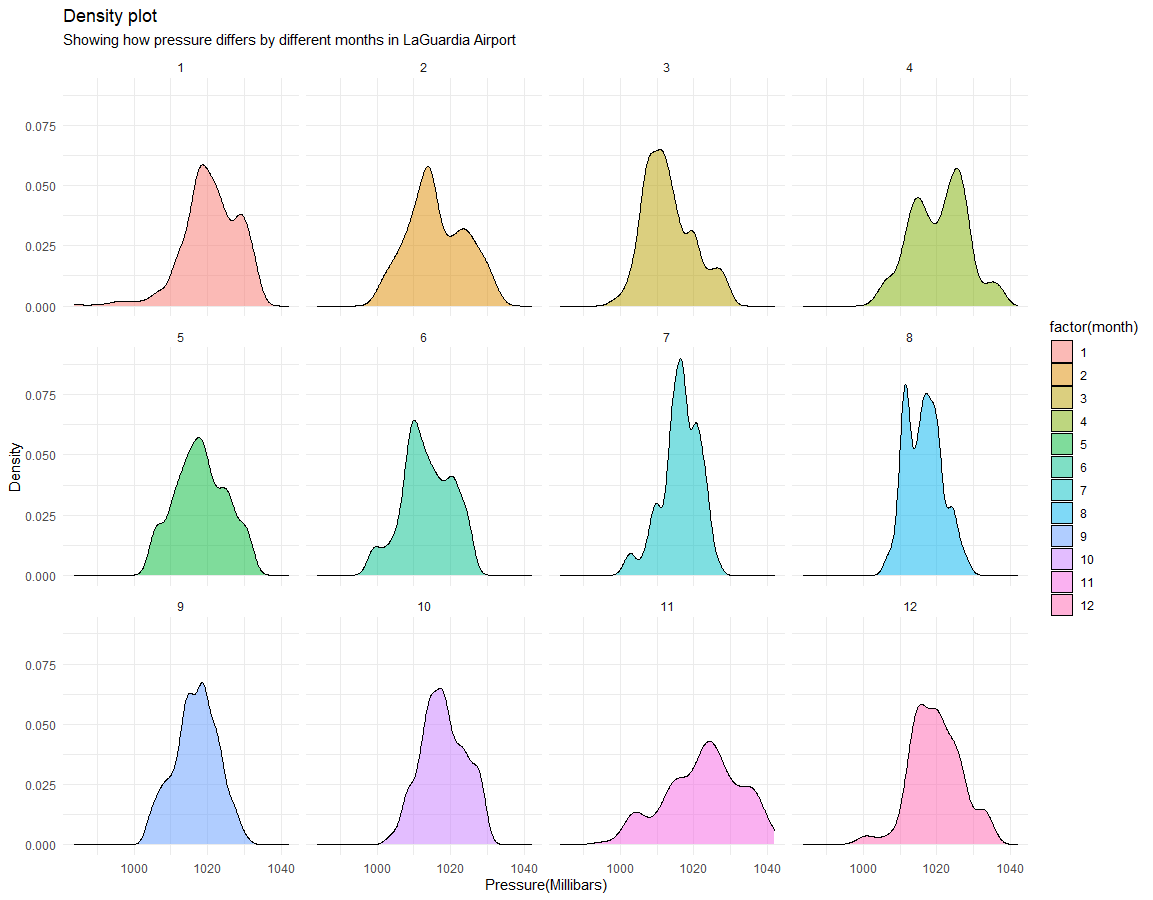 Density plot
Showing how pressure differs by different months in LaGuardia Airport
1 2 3 4
0.075
0.050
0.025
0.000
5 6 7 8
0.075
0.050
0.025
0.000
9 10 11 12
0.075
0.050
0.025
0.000
1000 1020 1040 1000 1020 1040 1000 1020 1040 1000 1020 1040
Pressure(Millibars)
Density
factor(month)
1
2
3
4
5
6
7
8
9
10
11
12